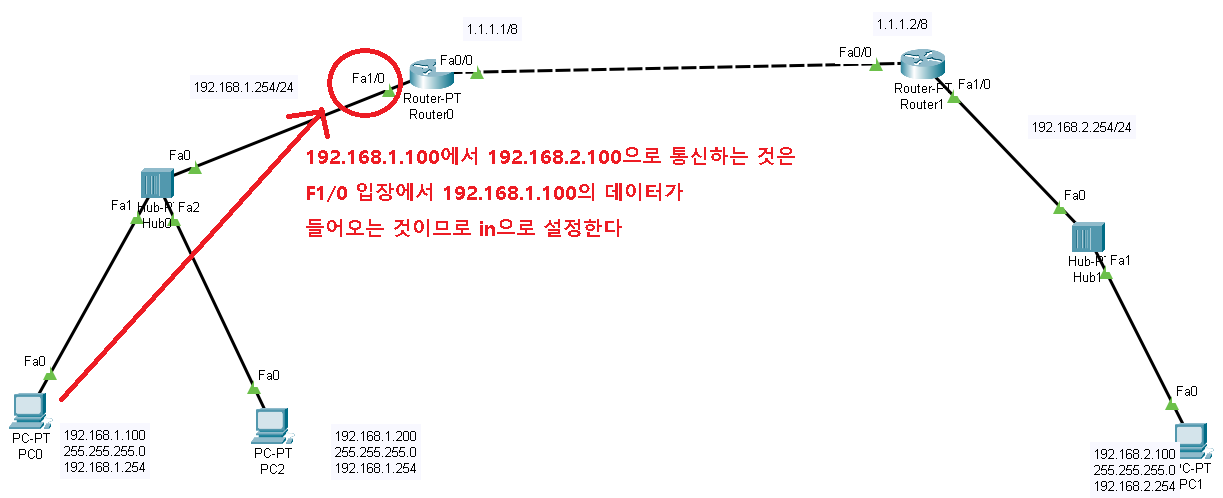 1.1.1.1/8
1.1.1.2/8
Fa0/0
Fa0/0
Fa1/0
Router-PT
Router0
Router-PT
Router1
Fa1/0
192.168.1.254/24
192.168.2.254/24
192.168.1.100에서 192.168.2.100으로 통신하는 것은
F1/0 입장에서 192.168.1.100의 데이터가
들어오는 것이므로 in으로 설정한다
Fa0
Fa1
Fa2
Hub-PT
Hub0
Fa0
Hub-PT
Hub1
Fa1
Fa0
PC-PT
PC0
192.168.1.100
255.255.255.0
192.168.1.254
Fa0
PC-PT
PC2
192.168.1.200
255.255.255.0
192.168.1.254
Fa0
192.168.2.100
255.255.255.0
192.168.2.254
PC-PT
PC1